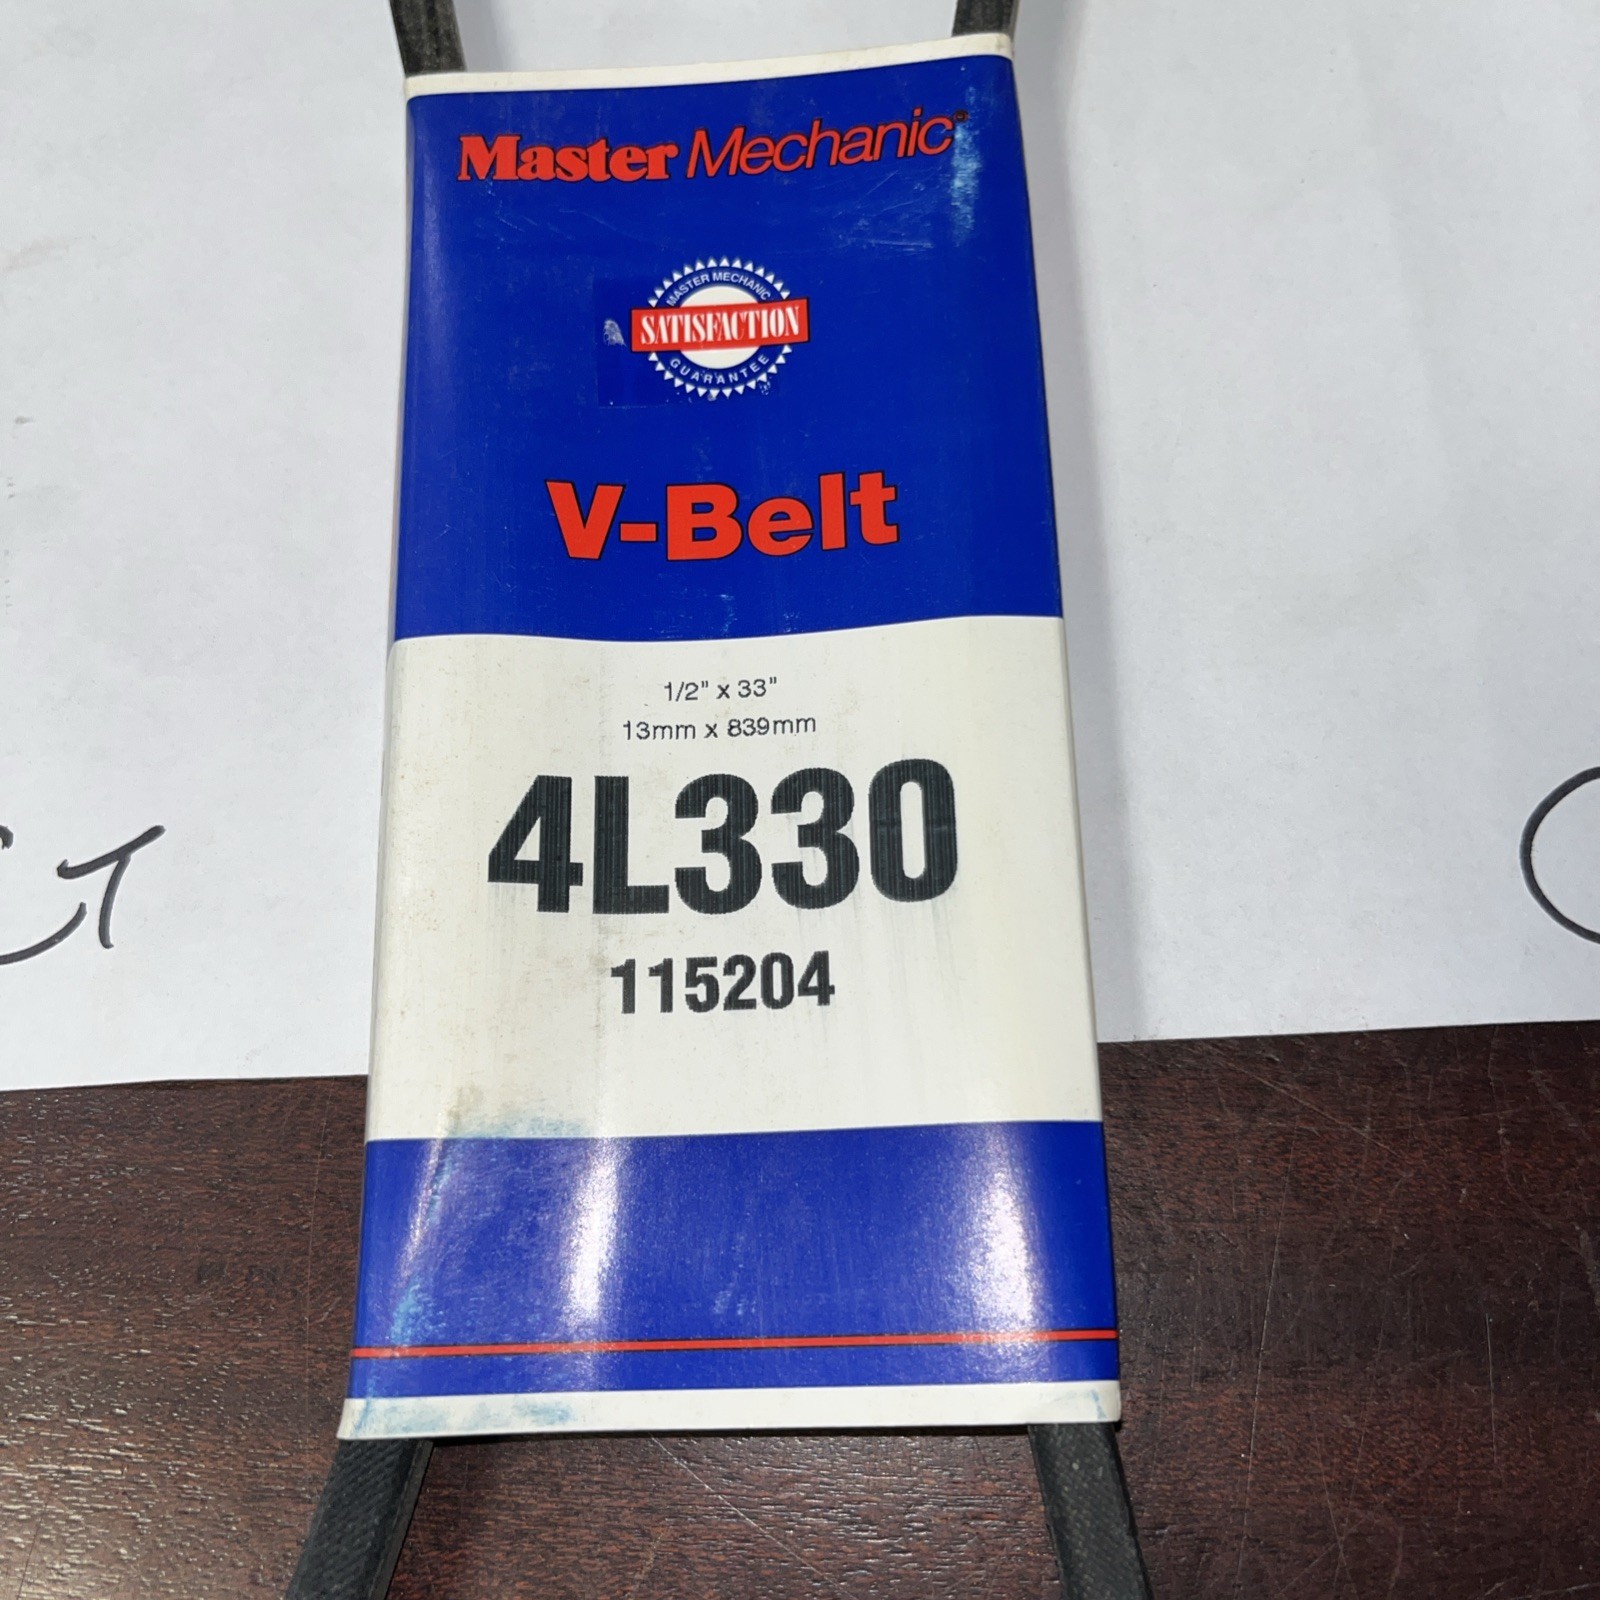 Master Mechanic®
MASTER MECHANIC
SATISFACTION
GUARANTEE
V-Belt
1/2" x 33"
13mm x 839mm
4L330
115204